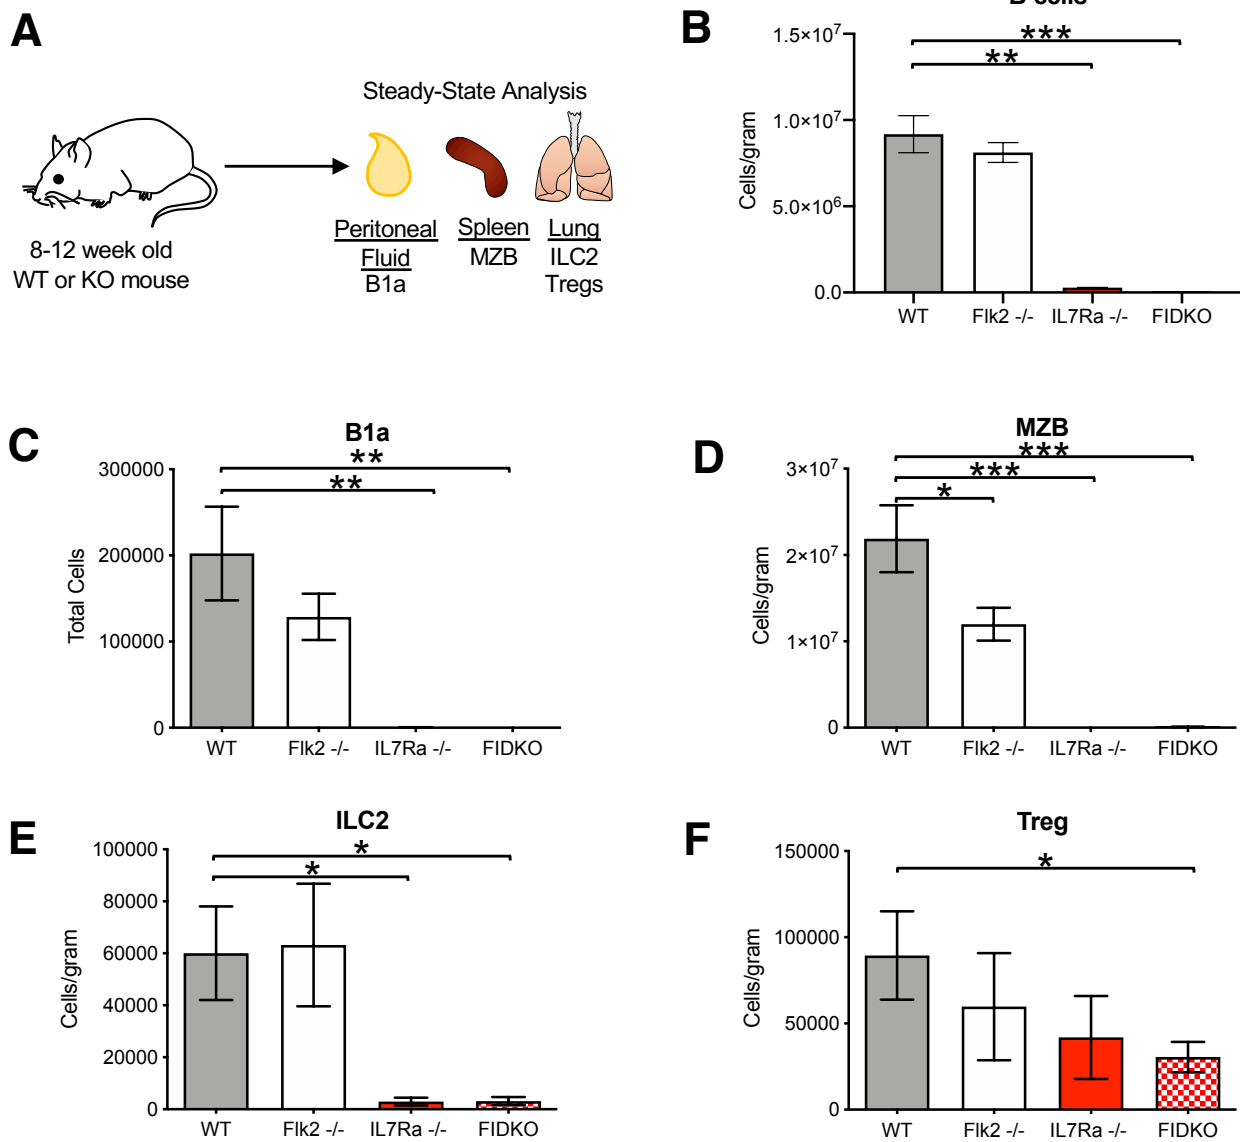 A
Steady-State Analysis
8-12 week old
WT or KO mouse
Peritoneal
Fluid
B1a
Spleen
MZB
Lung
ILC2
Tregs
B
B cells
***
**
Cells/gram
1.5×10⁷
1.0×10⁷
5.0×10⁶
0.0
WT Flk2 -/- IL7Ra -/- FIDKO
C
B1a
**
**
Total Cells
300000
200000
100000
0
WT Flk2 -/- IL7Ra -/- FIDKO
D
MZB
***
***
*
Cells/gram
3×10⁷
2×10⁷
1×10⁷
0
WT Flk2 -/- IL7Ra -/- FIDKO
E
ILC2
*
*
Cells/gram
100000
80000
60000
40000
20000
0
WT Flk2 -/- IL7Ra -/- FIDKO
F
Treg
*
Cells/gram
150000
100000
50000
0
WT Flk2 -/- IL7Ra -/- FIDKO